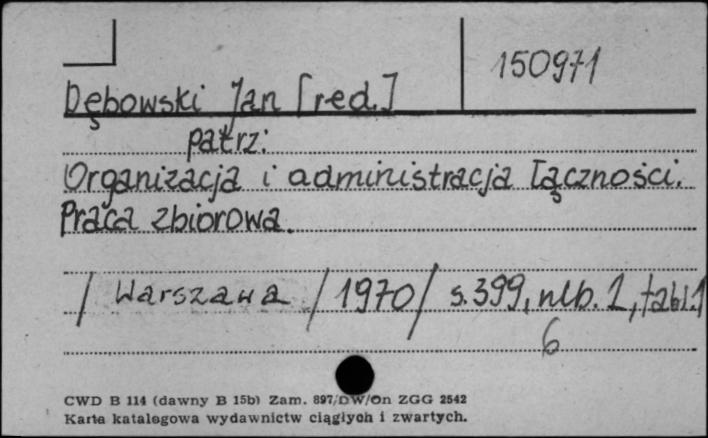 150971
Dębowski Jan [red.]
patrz:
Organizacja i administracja łączności.
Praca zbiorowa.
/ Warszawa / 1970 / s. 399, nlb. 1, tabl. 1
6
CWD B 114 (dawny B 15b) Zam. 897/DW/On ZGG 2542
Karta katalogowa wydawnictw ciągłych i zwartych.